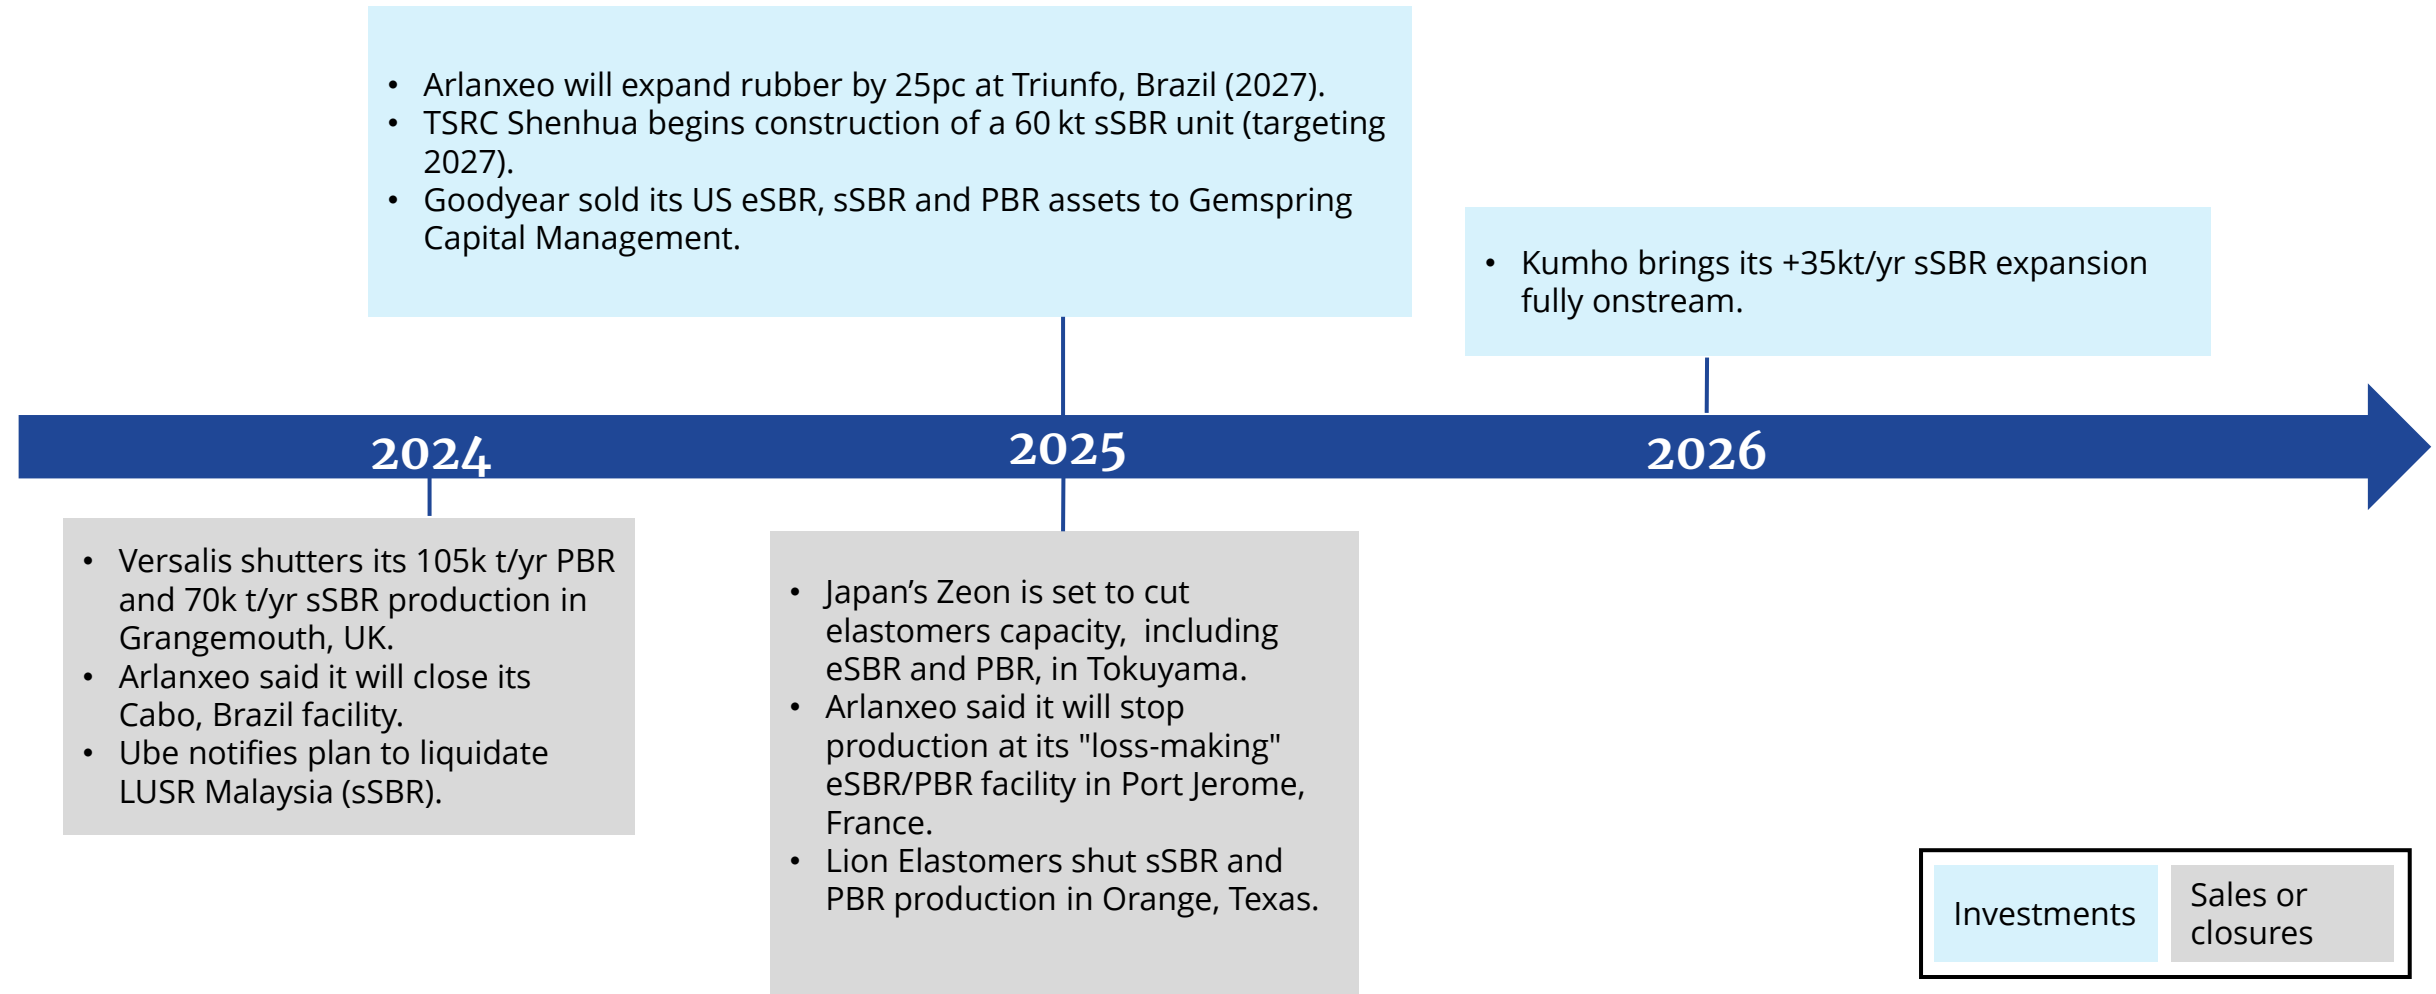 • Arlanxeo will expand rubber by 25pc at Triunfo, Brazil (2027).
• TSRC Shenhua begins construction of a 60 kt sSBR unit (targeting
2027).
• Goodyear sold its US eSBR, sSBR and PBR assets to Gemspring
Capital Management.
• Kumho brings its +35kt/yr sSBR expansion
fully onstream.
2024
2025
2026
• Versalis shutters its 105k t/yr PBR
and 70k t/yr sSBR production in
Grangemouth, UK.
• Arlanxeo said it will close its
Cabo, Brazil facility.
• Ube notifies plan to liquidate
LUSR Malaysia (sSBR).
• Japan’s Zeon is set to cut
elastomers capacity,  including
eSBR and PBR, in Tokuyama.
• Arlanxeo said it will stop
production at its "loss-making"
eSBR/PBR facility in Port Jerome,
France.
• Lion Elastomers shut sSBR and
PBR production in Orange, Texas.
Investments
Sales or
closures